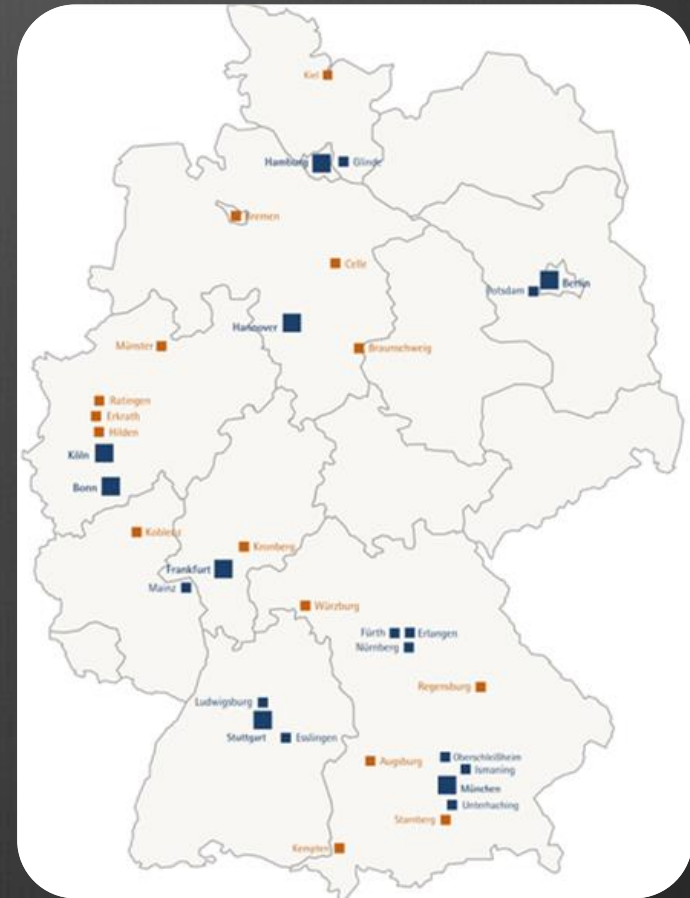 Kiel
Hamburg
Glinde
Bremen
Celle
Potsdam
Berlin
Hannover
Münster
Braunschweig
Ratingen
Erkrath
Hilden
Köln
Bonn
Koblenz
Kronberg
Frankfurt
Mainz
Würzburg
Fürth
Erlangen
Nürnberg
Regensburg
Ludwigsburg
Stuttgart
Esslingen
Augsburg
Oberschleißheim
Ismaning
München
Unterhaching
Starnberg
Kempten